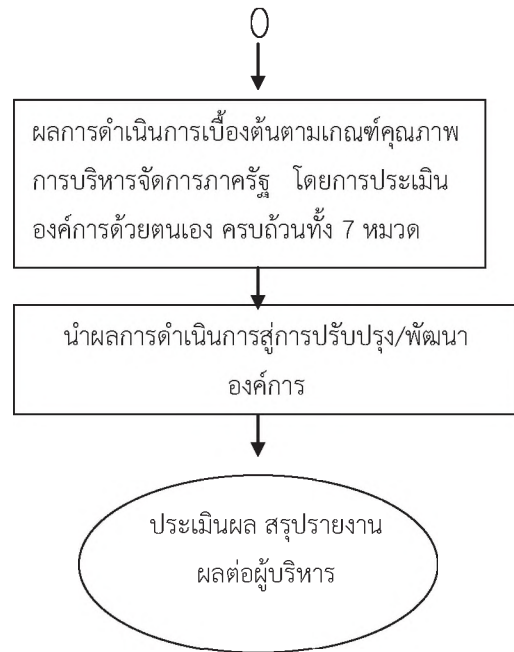 ผลการดำเนินการเบื้องต้นตามเกณฑ์คุณภาพ
การบริหารจัดการภาครัฐ โดยการประเมิน
องค์การด้วยตนเอง ครบถ้วนทั้ง 7 หมวด
นำผลการดำเนินการสู่การปรับปรุง/พัฒนา
องค์การ
ประเมินผล สรุปรายงาน
ผลต่อผู้บริหาร